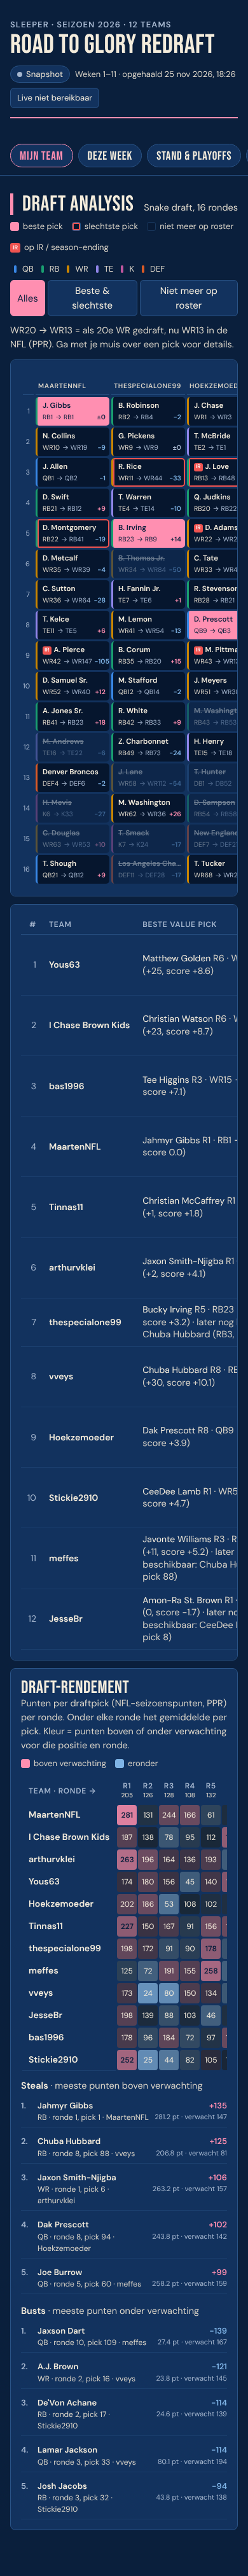 SLEEPER · SEIZOEN 2026 · 12 TEAMS
ROAD TO GLORY REDRAFT
Snapshot Weken 1–11 · opgehaald 25 nov 2026, 18:26
Live niet bereikbaar
MIJN TEAM DEZE WEEK STAND & PLAYOFFS
DRAFT ANALYSIS Snake draft, 16 rondes
beste pick slechtste pick niet meer op roster
IR op IR / season-ending
QB RB WR TE K DEF
Alles Beste & slechtste Niet meer op roster
WR20 → WR13 = als 20e WR gedraft, nu WR13 in de
NFL (PPR). Ga met je muis over een pick voor details.
MAARTENNFL THESPECIALONE99 HOEKZEMOED
1 J. Gibbs B. Robinson J. Chase
RB1 → RB1 ±0 RB2 → RB4 -2 WR1 → WR3
2 N. Collins G. Pickens T. McBride
WR10 → WR19 -9 WR9 → WR9 ±0 TE2 → TE1
3 J. Allen R. Rice IR J. Love
QB1 → QB2 -1 WR11 → WR44 -33 RB13 → RB48
4 D. Swift T. Warren Q. Judkins
RB21 → RB12 +9 TE4 → TE14 -10 RB20 → RB22
5 D. Montgomery B. Irving IR D. Adams
RB22 → RB41 -19 RB23 → RB9 +14 WR22 → WR2
6 D. Metcalf B. Thomas Jr. C. Tate
WR35 → WR39 -4 WR33 → WR
7 C. Sutton H. Fannin Jr. R. Stevenson
WR36 → WR64 -28 TE7 → TE6 +1 RB28 → RB21
8 T. Kelce M. Lemon D. Prescott
TE11 → TE5 +6 WR41 → WR54 -13 QB9 → QB3
9 IR A. Pierce B. Corum IR M. Pittma
WR42 → WR147 -105 RB35 → RB20 +15 WR43 → WR1
10 D. Samuel Sr. M. Stafford J. Meyers
WR52 → WR40 +12 QB12 → QB14 -2 WR51 → WR3
11 A. Jones Sr. R. White M. Washingt
RB41 → RB23 +18 RB42 → RB33 +9 RB43 → RB53
12 M. Andrews Z. Charbonnet H. Henry
TE16 → TE22 -6 RB49 → RB73 -24 TE15 → TE18
13 Denver Broncos J. Lane T. Hunter
DEF4 → DEF6 -2 WR58 → WR112 -54 DB1 → DB52
14 H. Mevis M. Washington D. Sampson
K6 → K33 -27 WR62 → WR36 +26 RB54 → RB58
15 C. Douglas T. Smack New England
WR63 → WR53 +10 K7 → K24 -17 DEF7 → DEF2
16 T. Shough Los Angeles Cha... T. Tucker
QB21 → QB12 +9 DEF11 → DEF28 -17 WR68 → WR2
# TEAM BESTE VALUE PICK
1 Yous63 Matthew Golden R6 · W
(+25, score +8.6)
2 I Chase Brown Kids Christian Watson R6 · W
(+23, score +8.7)
3 bas1996 Tee Higgins R3 · WR15 →
score +7.1)
4 MaartenNFL Jahmyr Gibbs R1 · RB1 →
score 0.0)
5 Tinnas11 Christian McCaffrey R1
(+1, score +1.8)
6 arthurvklei Jaxon Smith-Njigba R1
(+2, score +4.1)
7 thespecialone99 Bucky Irving R5 · RB23
score +3.2) · later nog
Chuba Hubbard (RB3,
8 vveys Chuba Hubbard R8 · RB
(+30, score +10.1)
9 Hoekzemoeder Dak Prescott R8 · QB9
score +3.9)
10 Stickie2910 CeeDee Lamb R1 · WR5
score +4.7)
11 meffes Javonte Williams R3 · R
(+11, score +5.2) · later
beschikbaar: Chuba H
pick 88)
12 JesseBr Amon-Ra St. Brown R1 ·
(0, score −1.7) · later no
beschikbaar: CeeDee
pick 8)
DRAFT-RENDEMENT
Punten per draftpick (NFL-seizoenspunten, PPR)
per ronde. Onder elke ronde het gemiddelde per
pick. Kleur = punten boven of onder verwachting
voor die positie en ronde.
boven verwachting eronder
TEAM · RONDE → R1 R2 R3 R4 R5
205 126 128 108 132
MaartenNFL 281 131 244 166 61
I Chase Brown Kids 187 138 78 95 112
arthurvklei 263 196 164 136 193
Yous63 174 180 156 45 140
Hoekzemoeder 202 186 53 108 102
Tinnas11 227 150 167 91 156
thespecialone99 198 172 91 90 178
meffes 125 72 191 155 258
vveys 173 24 80 150 134
JesseBr 198 139 88 103 46
bas1996 178 96 184 72 97
Stickie2910 252 25 44 82 105
Steals · meeste punten boven verwachting
1. Jahmyr Gibbs +135
RB · ronde 1, pick 1 · MaartenNFL 281.2 pt · verwacht 147
2. Chuba Hubbard +125
RB · ronde 8, pick 88 · vveys 206.8 pt · verwacht 81
3. Jaxon Smith-Njigba +106
WR · ronde 1, pick 6 · 263.2 pt · verwacht 157
arthurvklei
4. Dak Prescott +102
QB · ronde 8, pick 94 · 243.8 pt · verwacht 142
Hoekzemoeder
5. Joe Burrow +99
QB · ronde 5, pick 60 · meffes 258.2 pt · verwacht 159
Busts · meeste punten onder verwachting
1. Jaxson Dart −139
QB · ronde 10, pick 109 · meffes 27.4 pt · verwacht 167
2. A.J. Brown −121
WR · ronde 2, pick 16 · vveys 23.8 pt · verwacht 145
3. De'Von Achane −114
RB · ronde 2, pick 17 · 24.6 pt · verwacht 139
Stickie2910
4. Lamar Jackson −114
QB · ronde 3, pick 33 · vveys 80.1 pt · verwacht 194
5. Josh Jacobs −94
RB · ronde 3, pick 32 · 43.8 pt · verwacht 138
Stickie2910